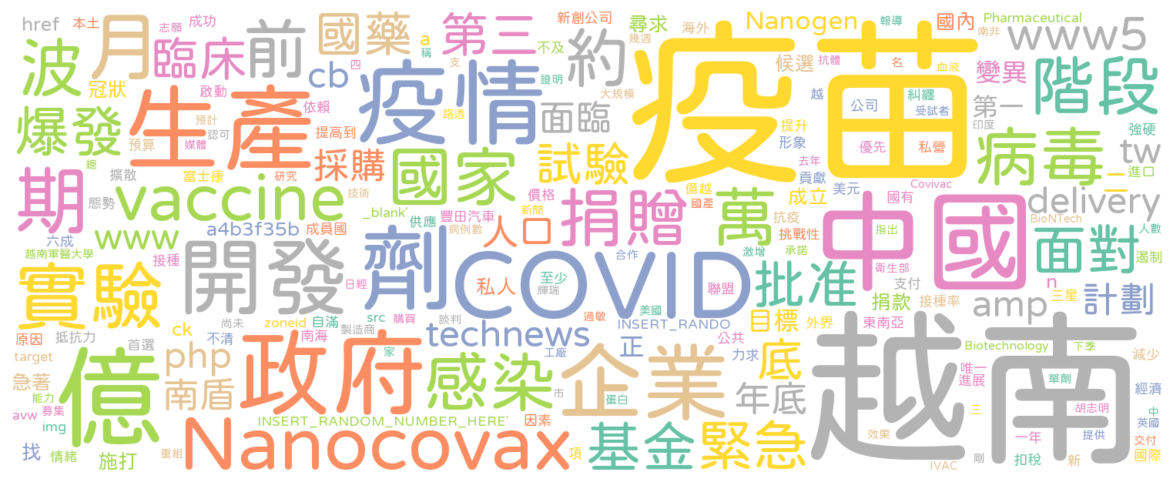 href 本土 志願 成功 國藥 a 第三 新創公司 不及 尋求 海外 Nanogen 報導 國內 Pharmaceutical 南非 www5
波 月 臨床 前 稱 約 幾週 候選 抗體 名 血液 變異 階段
冠狀 啟動 四 cb 支 證明 大規模 疫苗 越 公司 糾纏 第一 印度
爆發 預計 依賴 疫情 面臨 提升 形象 受試者 強硬
生產 認可 提高到 路透 優先 私營 病毒 tw 進口
預算 媒體 採購 國家 試驗 去年 貢獻 二
總 擴散 富士康 研究 技術 價格 億越 國產 成立 美元 Covivac delivery
期 vaccine _blank' 豐田汽車 新聞 捐贈 萬 抗疫 國有 中國 BioNTech 人數
態勢 www a4b3f35b 成員國 供應 病例數 人口 挑戰性 指出 面對 遏制
六成 越南軍醫大學 接種 開發 劑 COVID 合作 激增 承諾 衛生部
實驗 日經 私人 至少 輝瑞 聯盟 批准 支付 n 三星 計劃
尚未 src 購買 談判 過敏 美國 捐款 接種率 amp
原因 ck zoneid 自滿 南海 製造商 technews INSERT_RANDO 目標 外界 東南亞
抵抗力 不清 家 正 公共 Biotechnology 下季 減少
target 首選 php 政府 感染 工廠 企業 力求 底 越南 唯一 進展 單劑 經濟
急著 億 南盾 市 蛋白 年底 胡志明 中 英國
能力 avw 募集 INSERT_RANDOM_NUMBER_HERE' 因素 三 一年 提供
img 找 情緒 施打 重組 Nanocovax 項 基金 緊急 效果 IVAC 剛 扣稅 新 交付 國際